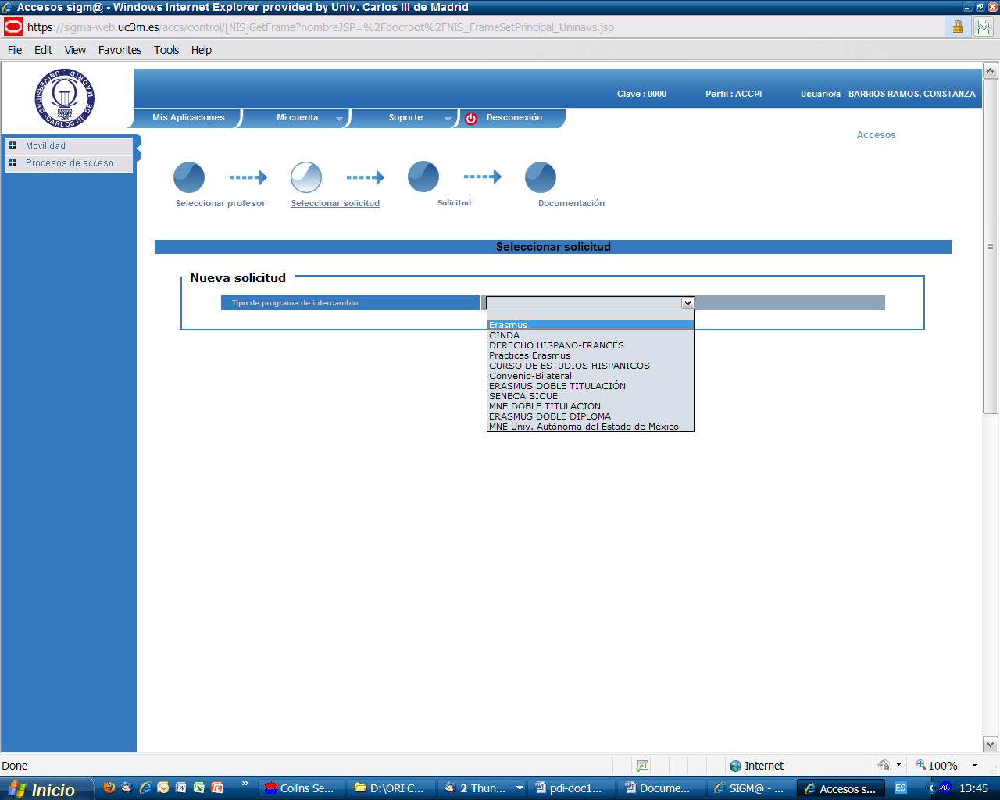 Accesos sigm@ - Windows Internet Explorer provided by Univ. Carlos III de Madrid
https://sigma-web.uc3m.es/accs/control/[NIS]GetFrame?nombreJSP=%2Fdocroot%2FNIS_FrameSetPrincipal_Uninavs.jsp
File Edit View Favorites Tools Help
UNIVERSIDAD · CARLOS III · DE MADRID
Clave : 0000 Perfil : ACCPI Usuario/a - BARRIOS RAMOS, CONSTANZA
Mis Aplicaciones Mi cuenta Soporte Desconexión
Accesos
Movilidad
Procesos de acceso
Seleccionar profesor Seleccionar solicitud Solicitud Documentación
Seleccionar solicitud
Nueva solicitud
Tipo de programa de intercambio
Erasmus
CINDA
DERECHO HISPANO-FRANCÉS
Prácticas Erasmus
CURSO DE ESTUDIOS HISPANICOS
Convenio-Bilateral
ERASMUS DOBLE TITULACIÓN
SENECA SICUE
MNE DOBLE TITULACION
ERASMUS DOBLE DIPLOMA
MNE Univ. Autónoma del Estado de México
Done Internet 100%
Inicio » Collins Se... D:\ORI C... 2 Thun... pdi-doc1... Docume... SIGM@ - ... Accesos s... ES 13:45